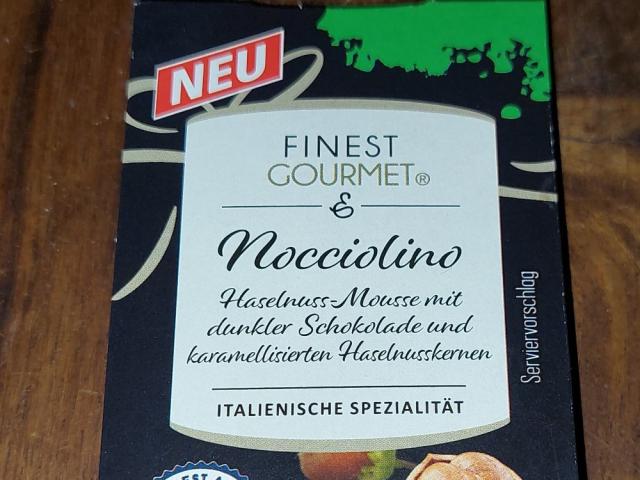 NEU
FINEST
GOURMET®
&
Nocciolino
Haselnuss-Mousse mit
dunkler Schokolade und
karamellisierten Haselnusskernen
ITALIENISCHE SPEZIALITÄT
Serviervorschlag